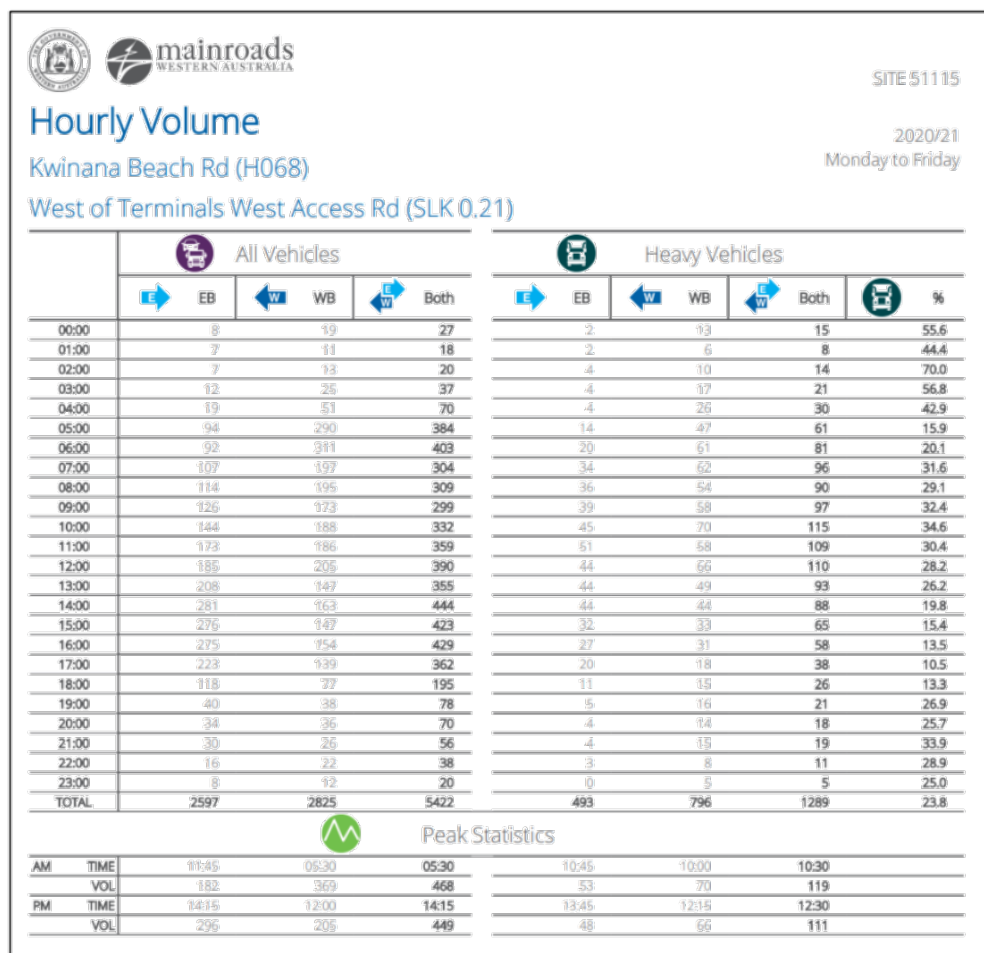 THE GOVERNMENT OF
WESTERN AUSTRALIA
mainroads
WESTERN AUSTRALIA
SITE 51115
Hourly Volume
2020/21
Kwinana Beach Rd (H068)
Monday to Friday
West of Terminals West Access Rd (SLK 0.21)
All Vehicles Heavy Vehicles
E EB W WB E W Both E EB W WB E W Both %
00:00 8 19 27 2 13 15 55.6
01:00 7 11 18 2 6 8 44.4
02:00 7 13 20 4 10 14 70.0
03:00 12 25 37 4 17 21 56.8
04:00 19 51 70 4 26 30 42.9
05:00 94 290 384 14 47 61 15.9
06:00 92 311 403 20 61 81 20.1
07:00 107 197 304 34 62 96 31.6
08:00 114 195 309 36 54 90 29.1
09:00 126 173 299 39 58 97 32.4
10:00 144 188 332 45 70 115 34.6
11:00 173 186 359 51 58 109 30.4
12:00 185 205 390 44 66 110 28.2
13:00 208 147 355 44 49 93 26.2
14:00 281 163 444 44 44 88 19.8
15:00 276 147 423 32 33 65 15.4
16:00 275 154 429 27 31 58 13.5
17:00 223 139 362 20 18 38 10.5
18:00 118 77 195 11 15 26 13.3
19:00 40 38 78 5 16 21 26.9
20:00 34 36 70 4 14 18 25.7
21:00 30 26 56 4 15 19 33.9
22:00 16 22 38 3 8 11 28.9
23:00 8 12 20 0 5 5 25.0
TOTAL 2597 2825 5422 493 796 1289 23.8
Peak Statistics
AM TIME 11:45 05:30 05:30 10:45 10:00 10:30
VOL 182 369 468 53 70 119
PM TIME 14:15 12:00 14:15 13:45 12:15 12:30
VOL 296 205 449 48 66 111